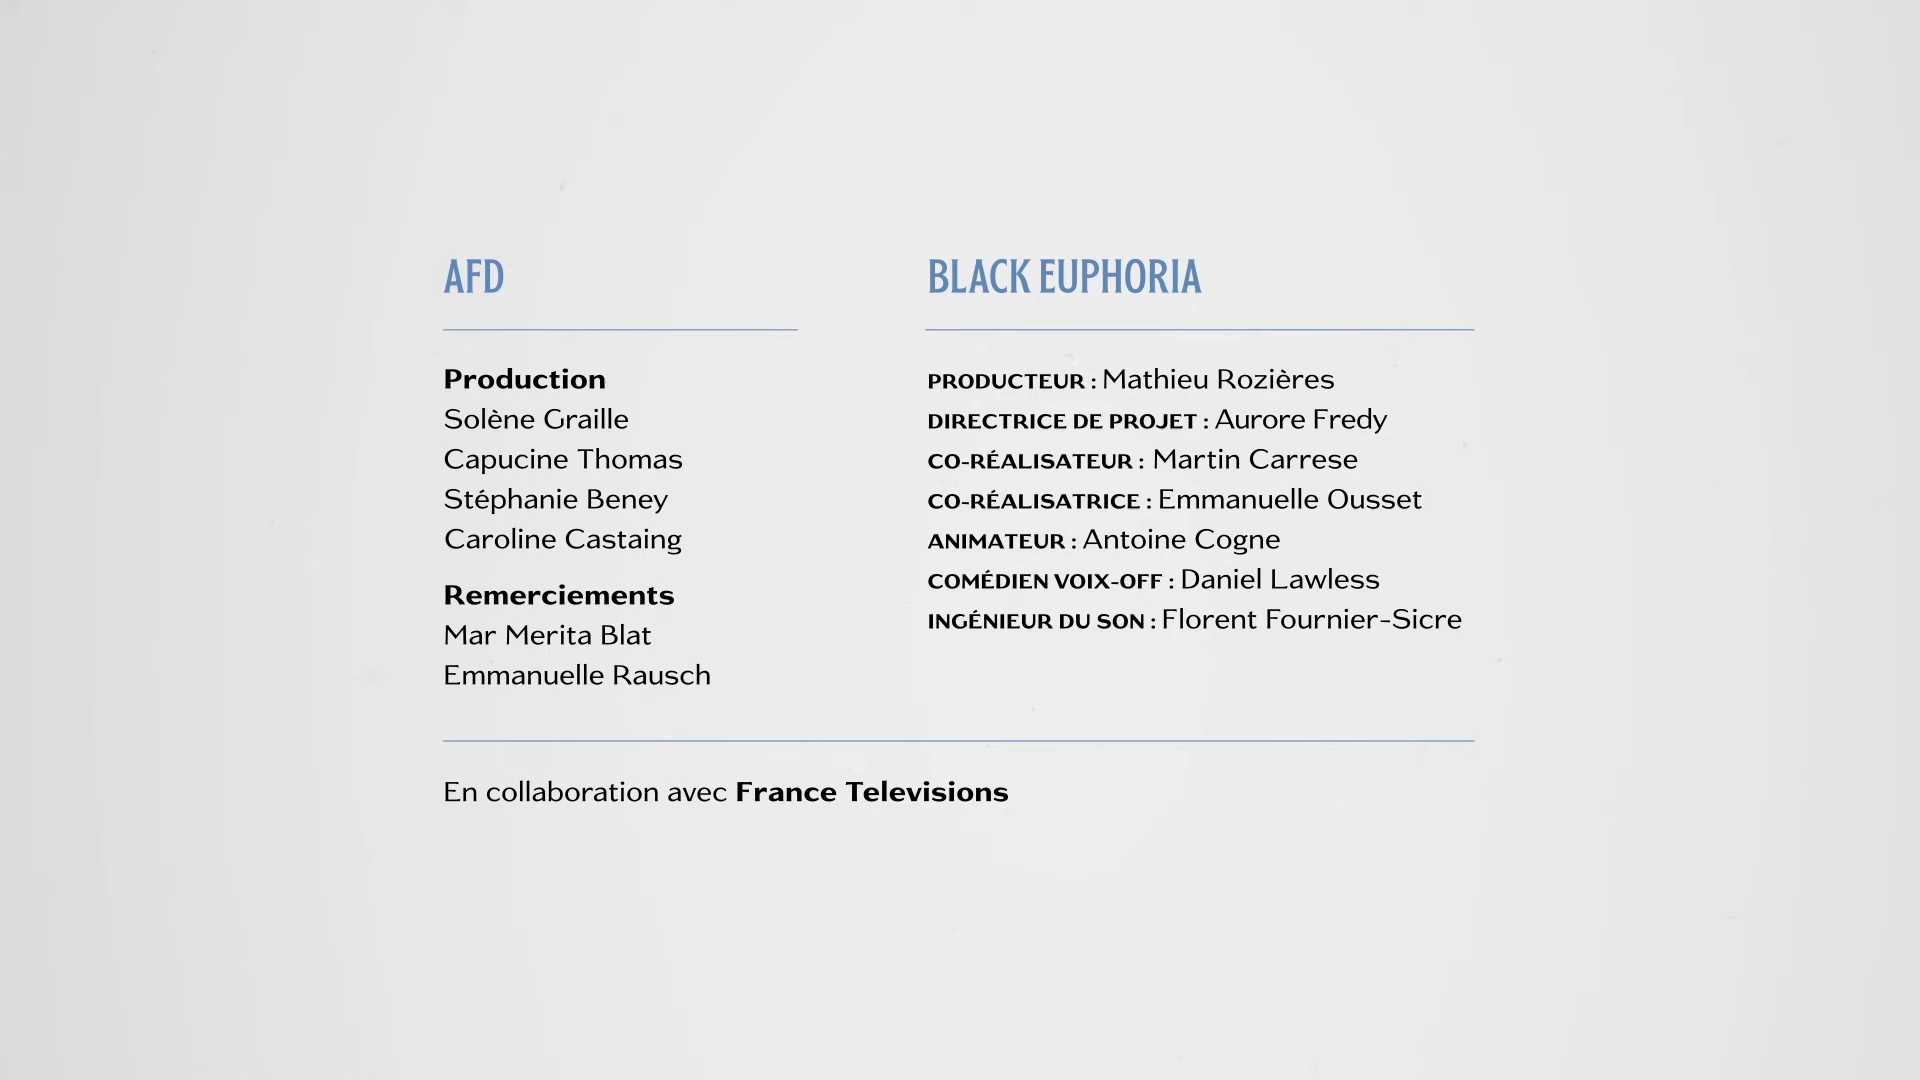 AFD
Production
Solène Graille
Capucine Thomas
Stéphanie Beney
Caroline Castaing
Remerciements
Mar Merita Blat
Emmanuelle Rausch
BLACK EUPHORIA
PRODUCTEUR : Mathieu Rozières
DIRECTRICE DE PROJET : Aurore Fredy
CO-RÉALISATEUR : Martin Carrese
CO-RÉALISATRICE : Emmanuelle Ousset
ANIMATEUR : Antoine Cogne
COMÉDIEN VOIX-OFF : Daniel Lawless
INGÉNIEUR DU SON : Florent Fournier-Sicre
En collaboration avec France Televisions